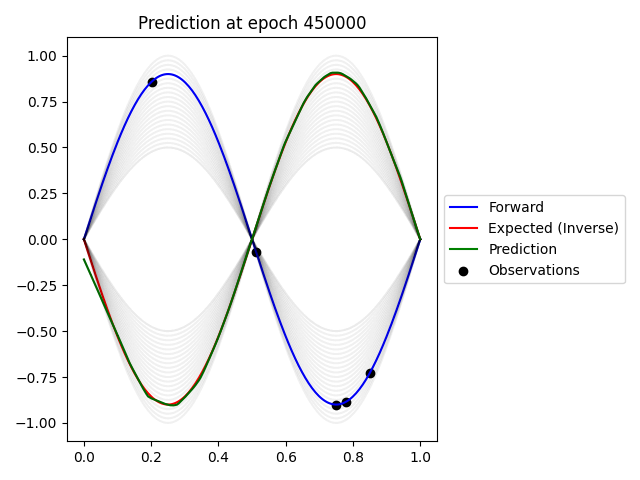 Prediction at epoch 450000
1.00
0.75
0.50
0.25
0.00
−0.25
−0.50
−0.75
−1.00
0.0 0.2 0.4 0.6 0.8 1.0
Forward
Expected (Inverse)
Prediction
Observations